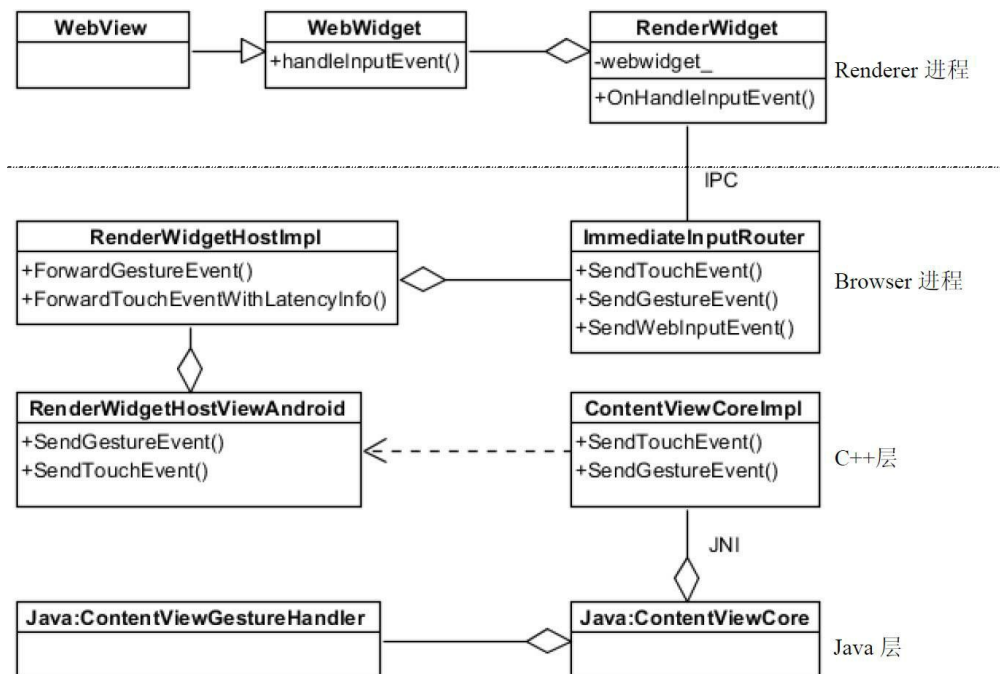 WebView
WebWidget
+handleInputEvent()
RenderWidget
-webwidget_
+OnHandleInputEvent()
Renderer 进程
IPC
RenderWidgetHostImpl
+ForwardGestureEvent()
+ForwardTouchEventWithLatencyInfo()
ImmediateInputRouter
+SendTouchEvent()
+SendGestureEvent()
+SendWebInputEvent()
Browser 进程
RenderWidgetHostViewAndroid
+SendGestureEvent()
+SendTouchEvent()
ContentViewCoreImpl
+SendTouchEvent()
+SendGestureEvent()
C++层
JNI
Java:ContentViewGestureHandler
Java:ContentViewCore
Java 层